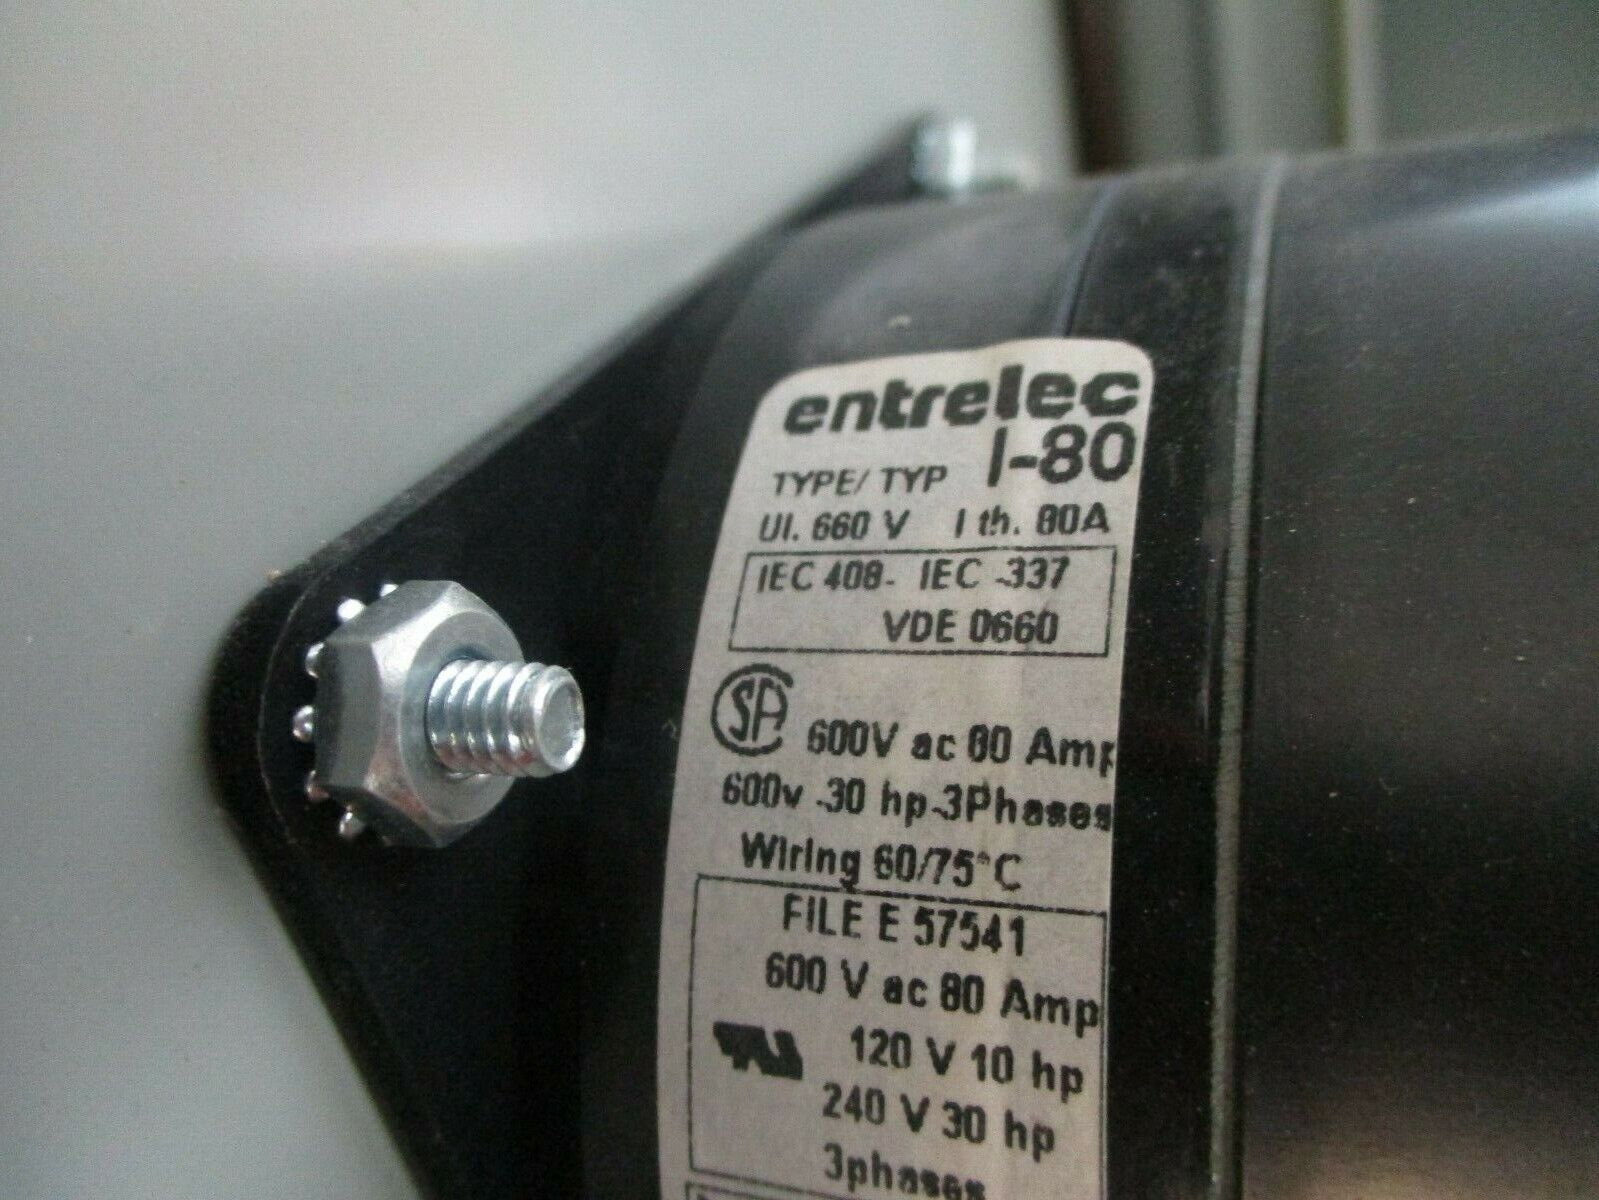 entrelec
TYPE/ TYP I-80
UI. 660 V I th. 80A
IEC 408- IEC -337
VDE 0660
SA 600V ac 80 Amp
600v -30 hp-3Phases
Wiring 60/75°C
FILE E 57541
600 V ac 80 Amp
120 V 10 hp
240 V 30 hp
3phases